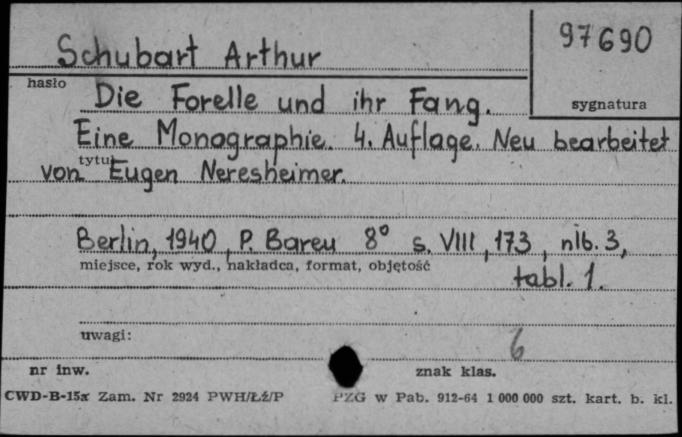 Schubart Arthur
97690
hasło
sygnatura
Die Forelle und ihr Fang.
Eine Monographie. 4. Auflage. Neu bearbeitet
tytuł
von Eugen Neresheimer.
Berlin, 1940, P. Bareu 8° s. VIII, 173, nlb. 3,
miejsce, rok wyd., nakładca, format, objętość
tabl. 1.
uwagi:
6
nr inw.
znak klas.
CWD-B-15x Zam. Nr 2924 PWH/Łź/P PZG w Pab. 912-64 1 000 000 szt. kart. b. kl.